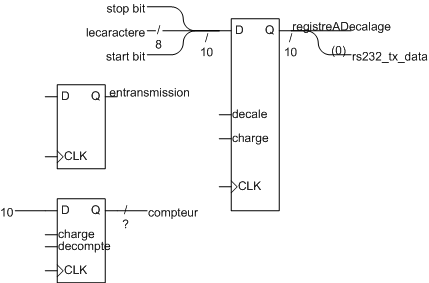 stop bit
lecaractere
8
start bit
10
D Q
registreADecalage
10
(0)
rs232_tx_data
decale
charge
CLK
D Q
entransmission
CLK
10
D Q
?
compteur
charge
decompte
CLK